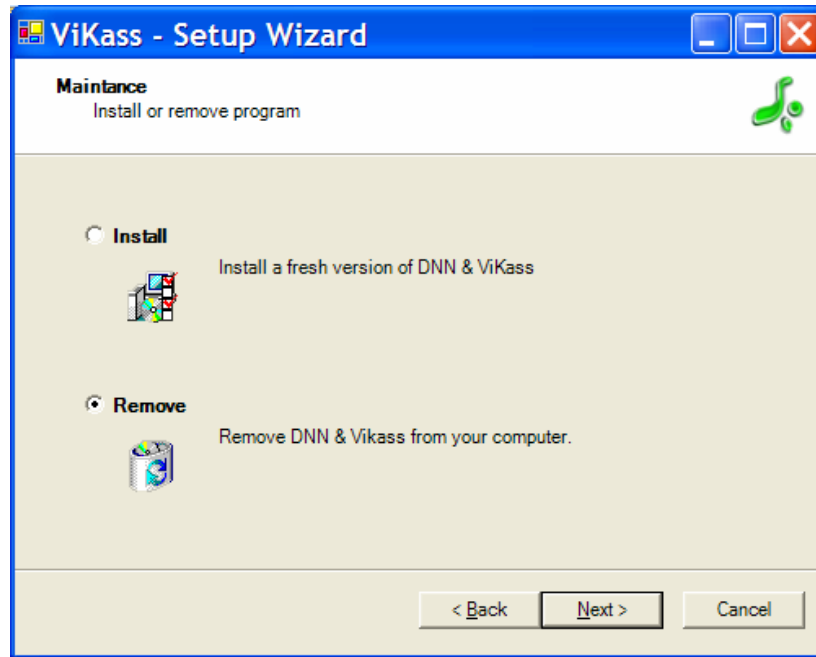 ViKass - Setup Wizard
Maintance
Install or remove program
Install
Install a fresh version of DNN & ViKass
Remove
Remove DNN & Vikass from your computer.
< Back Next > Cancel